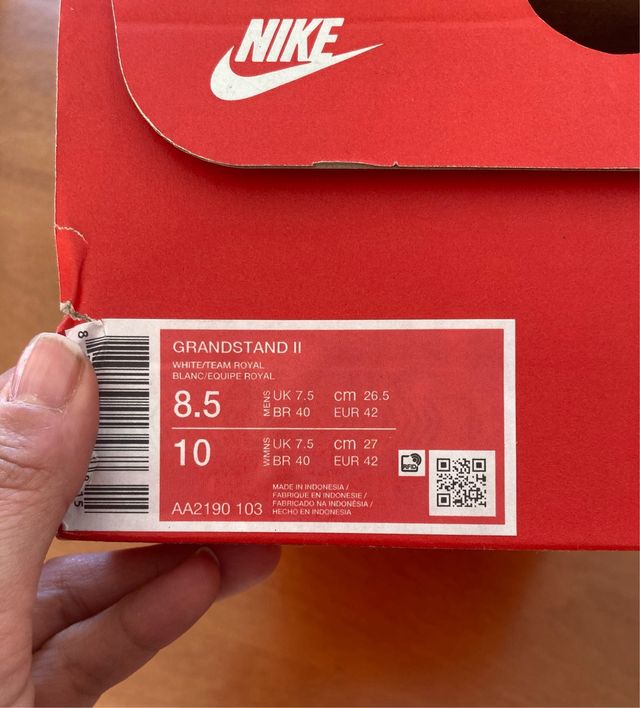 NIKE
GRANDSTAND II
WHITE/TEAM ROYAL
BLANC/EQUIPE ROYAL
8.5 MENS UK 7.5 cm 26.5
BR 40 EUR 42
10 WMNS UK 7.5 cm 27
BR 40 EUR 42
RFID
AA2190 103
MADE IN INDONESIA /
FABRIQUE EN INDONESIE /
FABRICADO NA INDONÉSIA /
HECHO EN INDONESIA